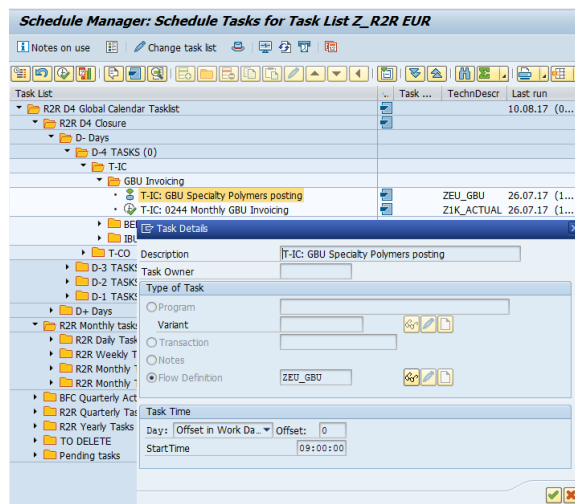 Schedule Manager: Schedule Tasks for Task List Z_R2R EUR
Notes on use Change task list
Task List Task ... TechnDescr Last run
R2R D4 Global Calendar Tasklist 10.08.17 (0...
R2R D4 Closure
D- Days
D-4 TASKS (0)
T-IC
GBU Invoicing
T-IC: GBU Specialty Polymers posting ZEU_GBU 26.07.17 (1...
T-IC: 0244 Monthly GBU Invoicing Z1K_ACTUAL 26.07.17 (1...
BE
IBU
T-CO
D-3 TASKS
D-2 TASKS
D-1 TASKS
D+ Days
R2R Monthly task
R2R Daily Task
R2R Weekly T
R2R Monthly T
R2R Monthly T
BFC Quarterly Act
R2R Quarterly Tas
R2R Yearly Tasks
TO DELETE
Pending tasks
Task Details
Description T-IC: GBU Specialty Polymers posting
Task Owner
Type of Task
Program
Variant
Transaction
Notes
Flow Definition ZEU_GBU
Task Time
Day: Offset in Work Da... Offset: 0
StartTime 09:00:00